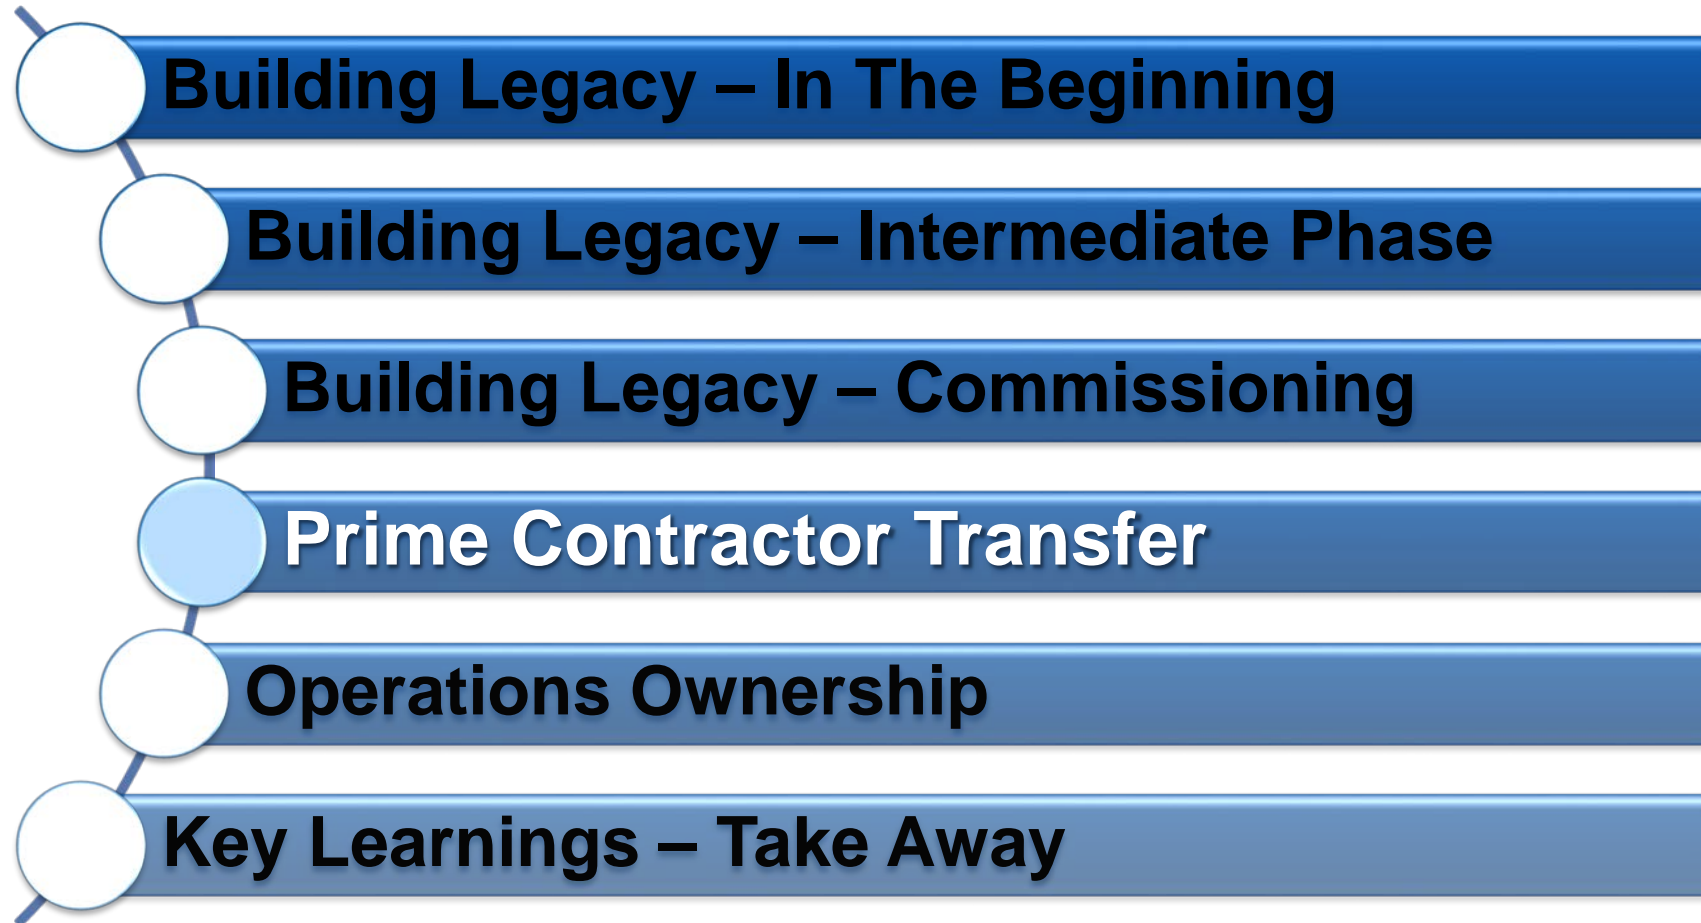 Building Legacy – In The Beginning
Building Legacy – Intermediate Phase
Building Legacy – Commissioning
Prime Contractor Transfer
Operations Ownership
Key Learnings – Take Away